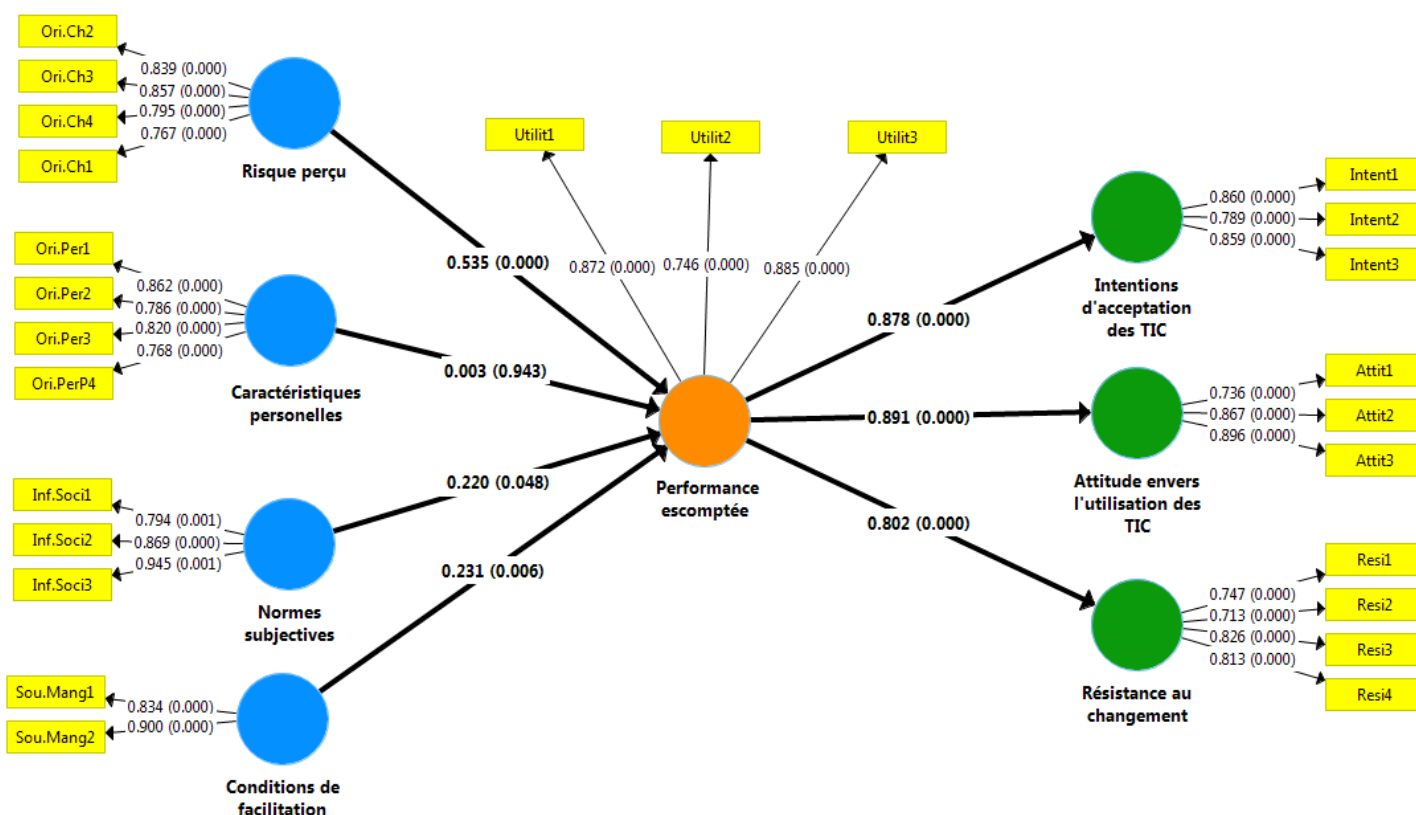 Ori.Ch2
Ori.Ch3
Ori.Ch4
Ori.Ch1
0.839 (0.000)
0.857 (0.000)
0.795 (0.000)
0.767 (0.000)
Risque perçu
Ori.Per1
Ori.Per2
Ori.Per3
Ori.PerP4
0.862 (0.000)
0.786 (0.000)
0.820 (0.000)
0.768 (0.000)
Caractéristiques
personelles
Inf.Soci1
Inf.Soci2
Inf.Soci3
0.794 (0.001)
0.869 (0.000)
0.945 (0.001)
Normes
subjectives
Sou.Mang1
Sou.Mang2
0.834 (0.000)
0.900 (0.000)
Conditions de
facilitation
0.535 (0.000)
0.003 (0.943)
0.220 (0.048)
0.231 (0.006)
Utilit1
Utilit2
Utilit3
0.872 (0.000)
0.746 (0.000)
0.885 (0.000)
Performance
escomptée
0.878 (0.000)
0.891 (0.000)
0.802 (0.000)
Intentions
d'acceptation
des TIC
0.860 (0.000)
0.789 (0.000)
0.859 (0.000)
Intent1
Intent2
Intent3
Attitude envers
l'utilisation des
TIC
0.736 (0.000)
0.867 (0.000)
0.896 (0.000)
Attit1
Attit2
Attit3
Résistance au
changement
0.747 (0.000)
0.713 (0.000)
0.826 (0.000)
0.813 (0.000)
Resi1
Resi2
Resi3
Resi4